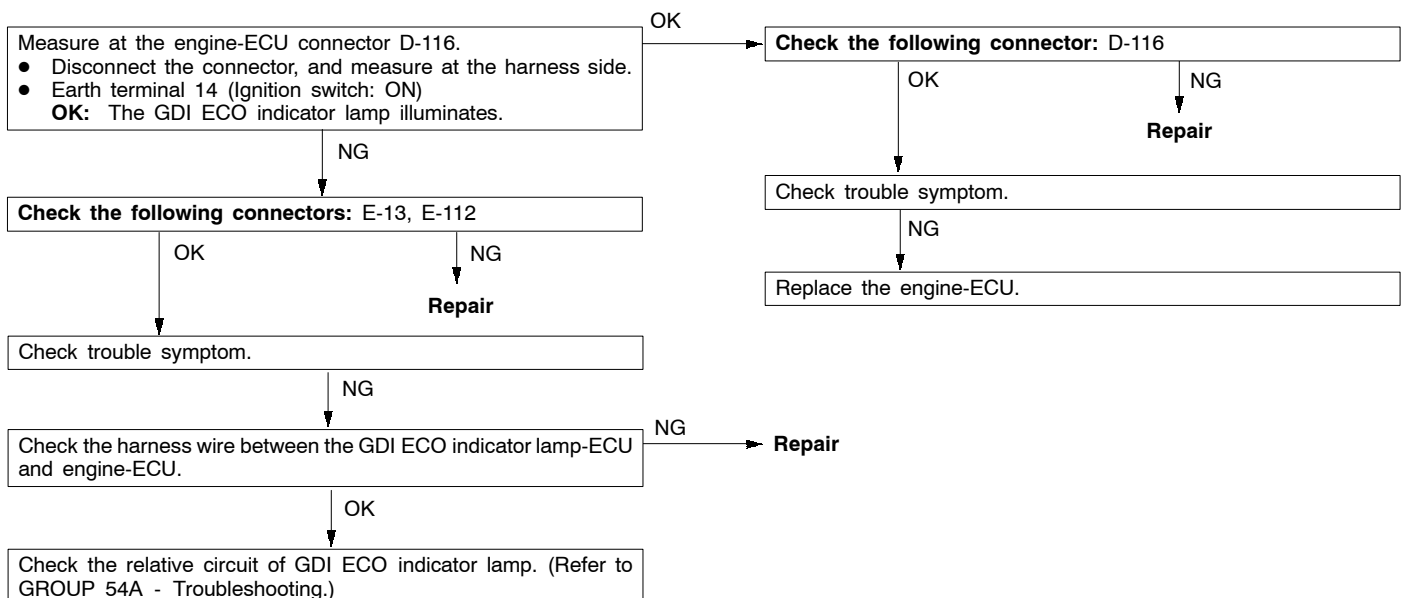 Measure at the engine-ECU connector D-116.
● Disconnect the connector, and measure at the harness side.
● Earth terminal 14 (Ignition switch: ON)
OK: The GDI ECO indicator lamp illuminates.
OK
Check the following connector: D-116
OK
NG
Repair
Check trouble symptom.
NG
Replace the engine-ECU.
NG
Check the following connectors: E-13, E-112
OK
NG
Repair
Check trouble symptom.
NG
Check the harness wire between the GDI ECO indicator lamp-ECU
and engine-ECU.
NG
Repair
OK
Check the relative circuit of GDI ECO indicator lamp. (Refer to
GROUP 54A - Troubleshooting.)